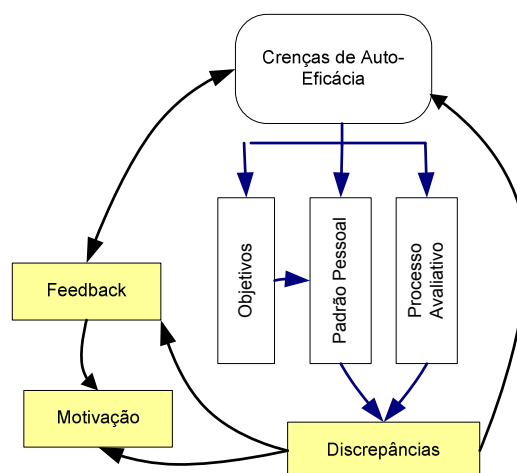 Crenças de Auto-
Eficácia
Objetivos
Padrão Pessoal
Processo
Avaliativo
Feedback
Motivação
Discrepâncias